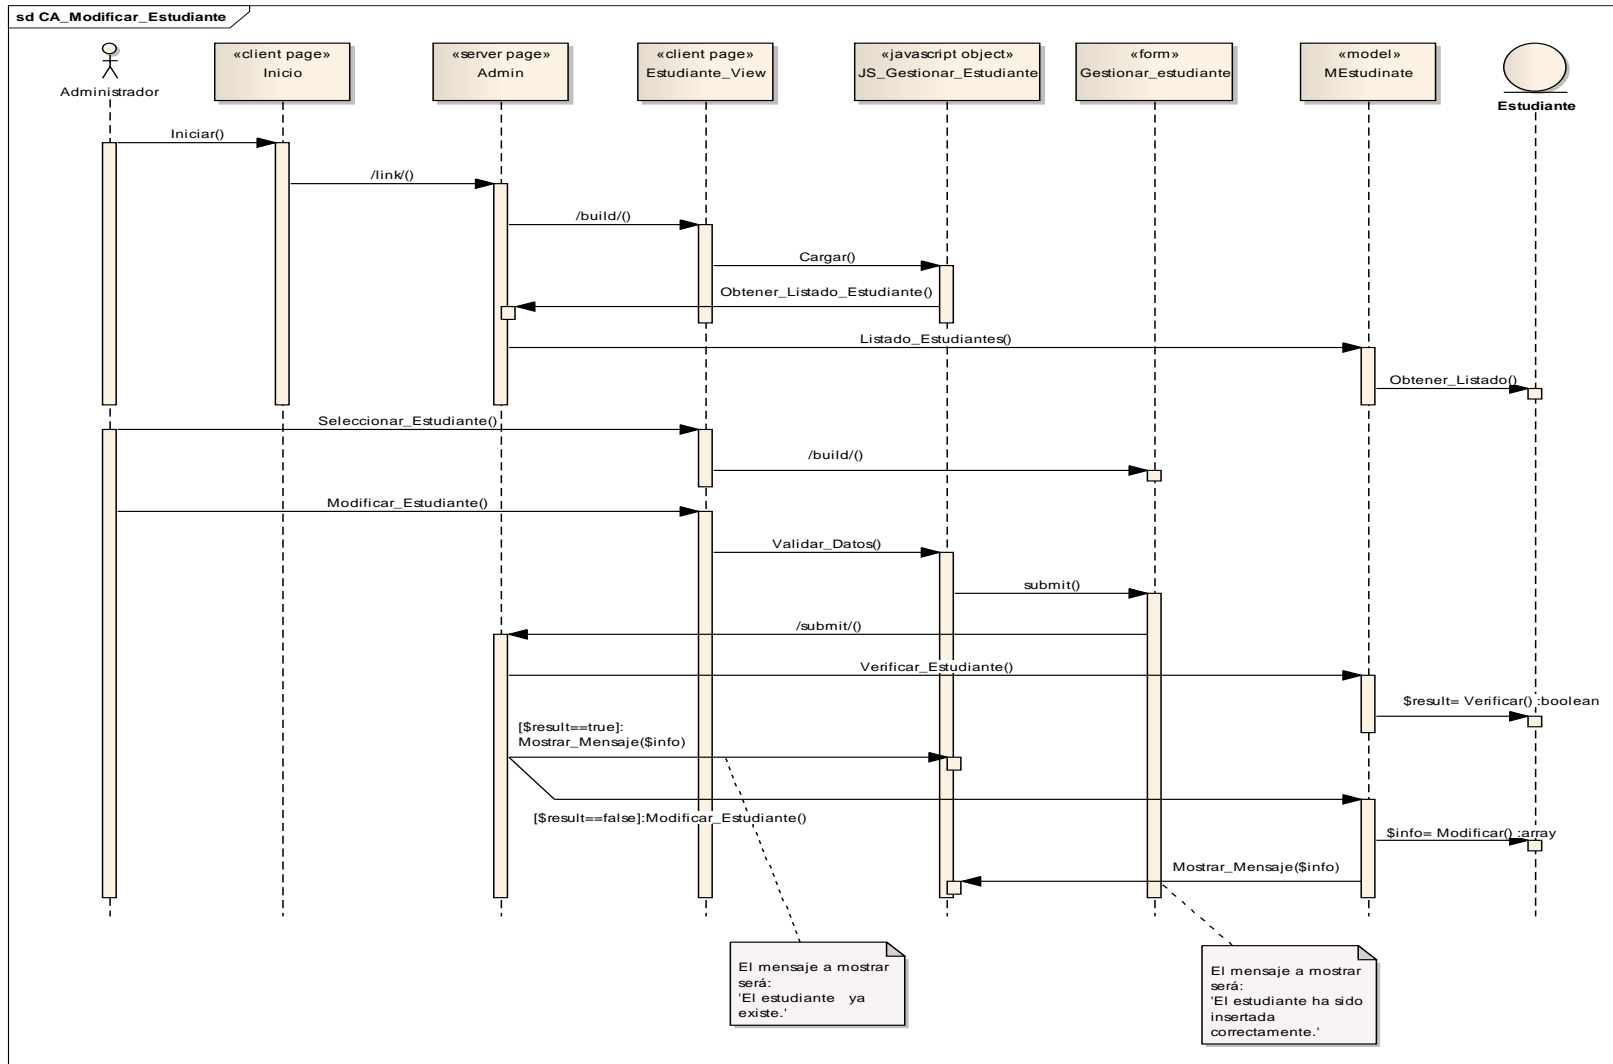 sd CA_Modificar_Estudiante
Administrador
«client page»
Inicio
«server page»
Admin
«client page»
Estudiante_View
«javascript object»
JS_Gestionar_Estudiante
«form»
Gestionar_estudiante
«model»
MEstudinate
Estudiante
Iniciar()
/link/()
/build/()
Cargar()
Obtener_Listado_Estudiante()
Listado_Estudiantes()
Obtener_Listado()
Seleccionar_Estudiante()
/build/()
Modificar_Estudiante()
Validar_Datos()
submit()
/submit/()
Verificar_Estudiante()
$result= Verificar() :boolean
[$result==true]:
Mostrar_Mensaje($info)
[$result==false]:Modificar_Estudiante()
$info= Modificar() :array
Mostrar_Mensaje($info)
El mensaje a mostrar
será:
'El estudiante ya
existe.'
El mensaje a mostrar
será:
'El estudiante ha sido
insertada
correctamente.'